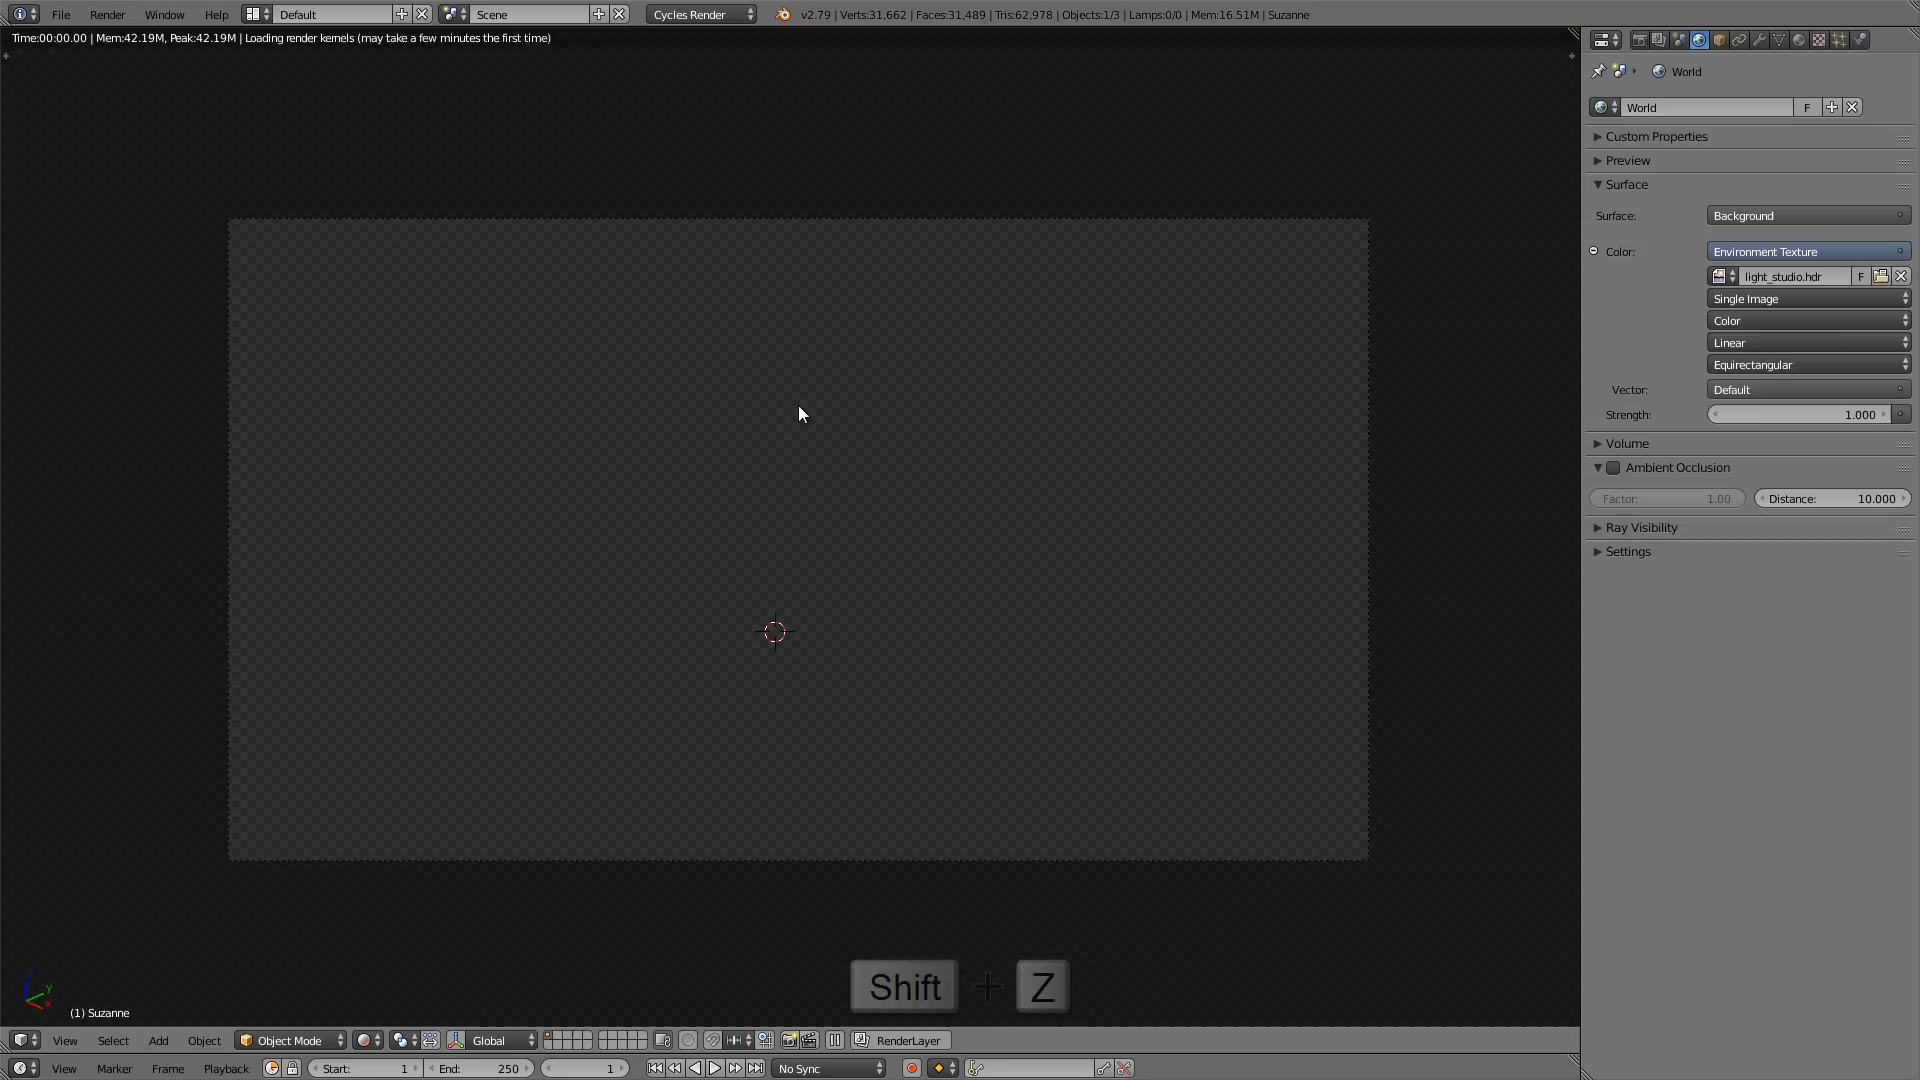 File Render Window Help Default Scene Cycles Render v2.79 | Verts:31,662 | Faces:31,489 | Tris:62,978 | Objects:1/3 | Lamps:0/0 | Mem:16.51M | Suzanne
Time:00:00.00 | Mem:42.19M, Peak:42.19M | Loading render kernels (may take a few minutes the first time)
World
World F
Custom Properties
Preview
Surface
Surface: Background
Color: Environment Texture
light_studio.hdr F
Single Image
Color
Linear
Equirectangular
Vector: Default
Strength: 1.000
Volume
Ambient Occlusion
Factor: 1.00 Distance: 10.000
Ray Visibility
Settings
Shift + Z
y
x
(1) Suzanne
View Select Add Object Object Mode Global RenderLayer
View Marker Frame Playback Start: 1 End: 250 1 No Sync